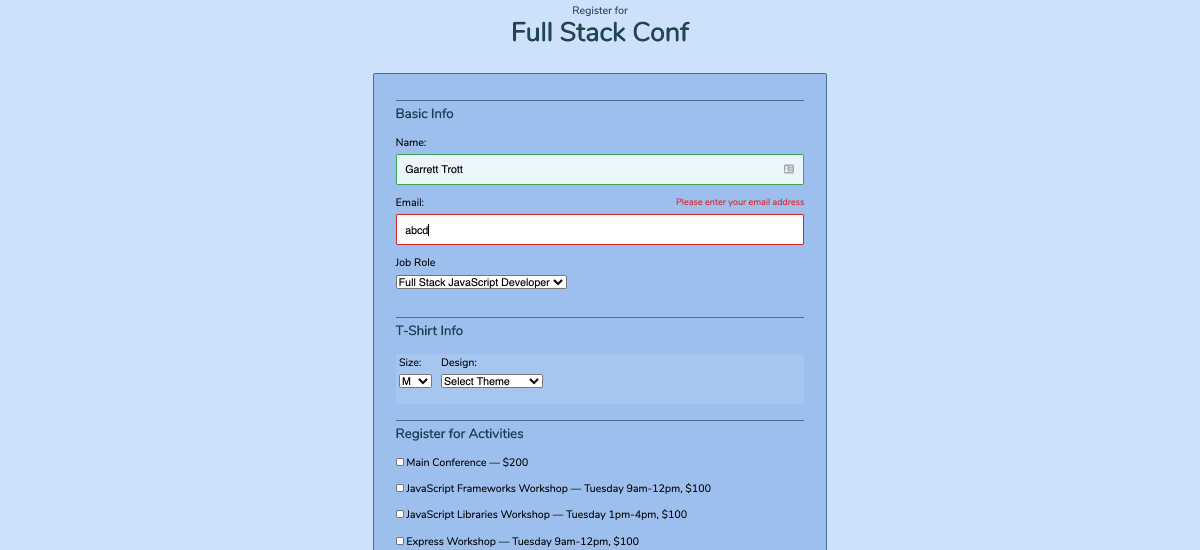 Register for
Full Stack Conf
Basic Info
Name:
Garrett Trott
Email: Please enter your email address
abcd
Job Role
Full Stack JavaScript Developer
T-Shirt Info
Size: Design:
M Select Theme
Register for Activities
Main Conference — $200
JavaScript Frameworks Workshop — Tuesday 9am-12pm, $100
JavaScript Libraries Workshop — Tuesday 1pm-4pm, $100
Express Workshop — Tuesday 9am-12pm, $100